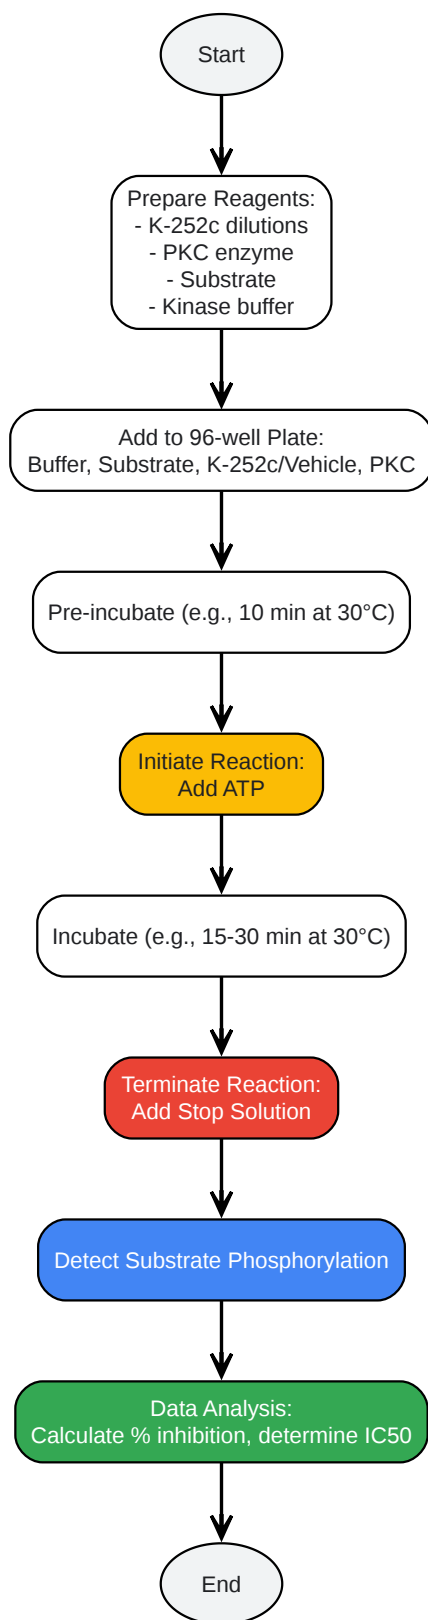 Start
Prepare Reagents:
- K-252c dilutions
- PKC enzyme
- Substrate
- Kinase buffer
Add to 96-well Plate:
Buffer, Substrate, K-252c/Vehicle, PKC
Pre-incubate (e.g., 10 min at 30°C)
Initiate Reaction:
Add ATP
Incubate (e.g., 15-30 min at 30°C)
Terminate Reaction:
Add Stop Solution
Detect Substrate Phosphorylation
Data Analysis:
Calculate % inhibition, determine IC50
End